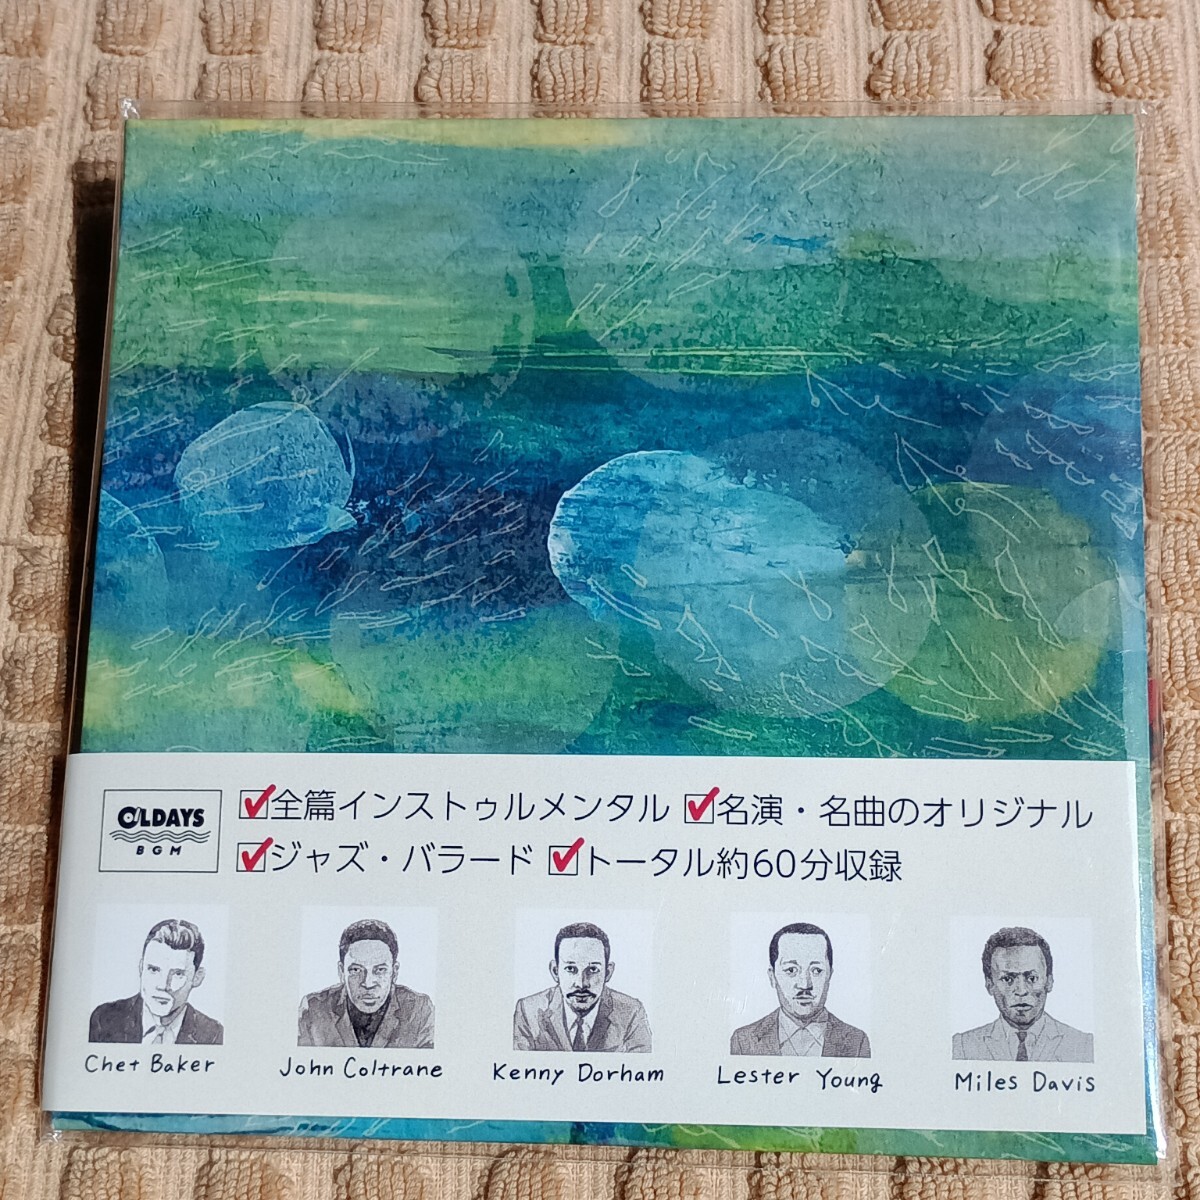 OLDAYS
BGM
全篇インストゥルメンタル 名演・名曲のオリジナル
ジャズ・バラード トータル約60分収録
Chet Baker
John Coltrane
Kenny Dorham
Lester Young
Miles Davis